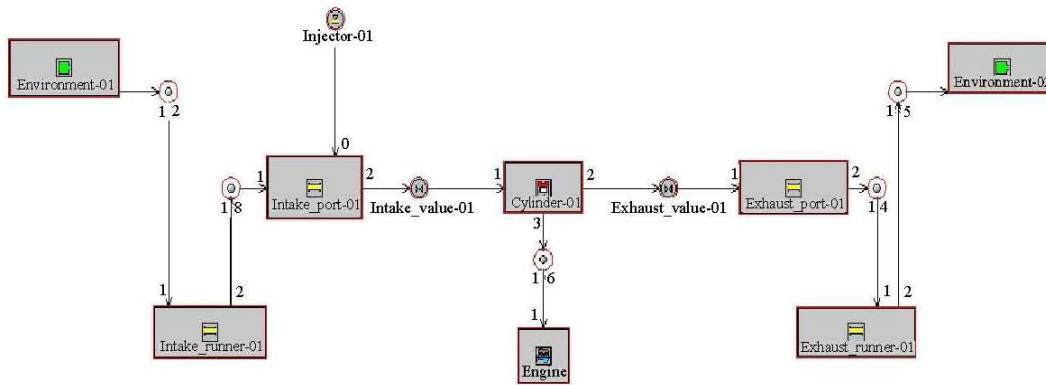 Injector-01
Environment-01
Environment-02
1 2
1 5
0
1
1 8
2
Intake_port-01
Intake_value-01
1
Cylinder-01
2
3
Exhaust_value-01
1
Exhaust_port-01
2
1 4
1 6
1
2
Intake_runner-01
1
Engine
1
2
Exhaust_runner-01